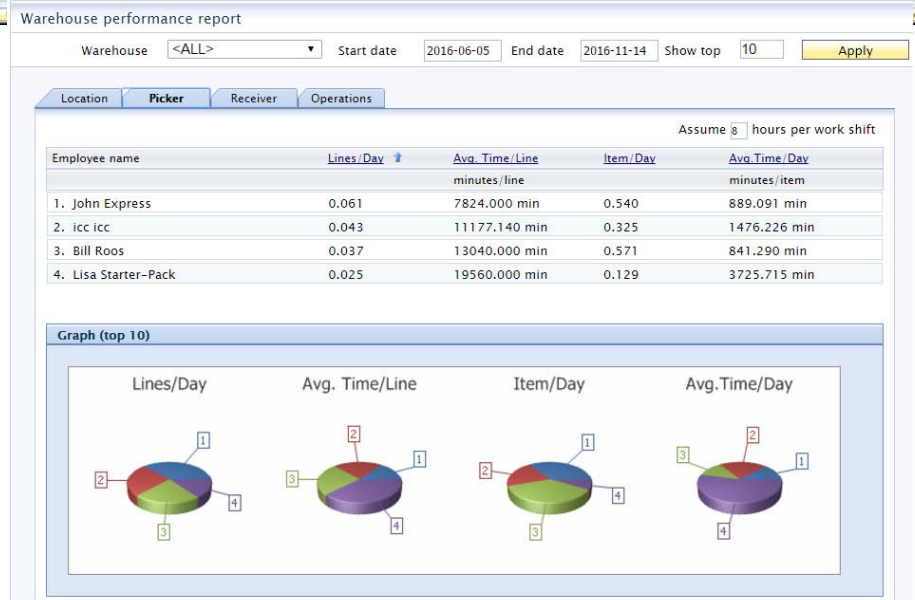 Warehouse performance report
Warehouse <ALL> Start date 2016-06-05 End date 2016-11-14 Show top 10 Apply
Location Picker Receiver Operations
Assume 8 hours per work shift
Employee name Lines/Day Avg. Time/Line Item/Day Avg.Time/Day
minutes/line minutes/item
1. John Express 0.061 7824.000 min 0.540 889.091 min
2. icc icc 0.043 11177.140 min 0.325 1476.226 min
3. Bill Roos 0.037 13040.000 min 0.571 841.290 min
4. Lisa Starter-Pack 0.025 19560.000 min 0.129 3725.715 min
Graph (top 10)
Lines/Day Avg. Time/Line Item/Day Avg.Time/Day
1 2 3 4
2 1 3 4
1 2 4 3
2 3 1 4